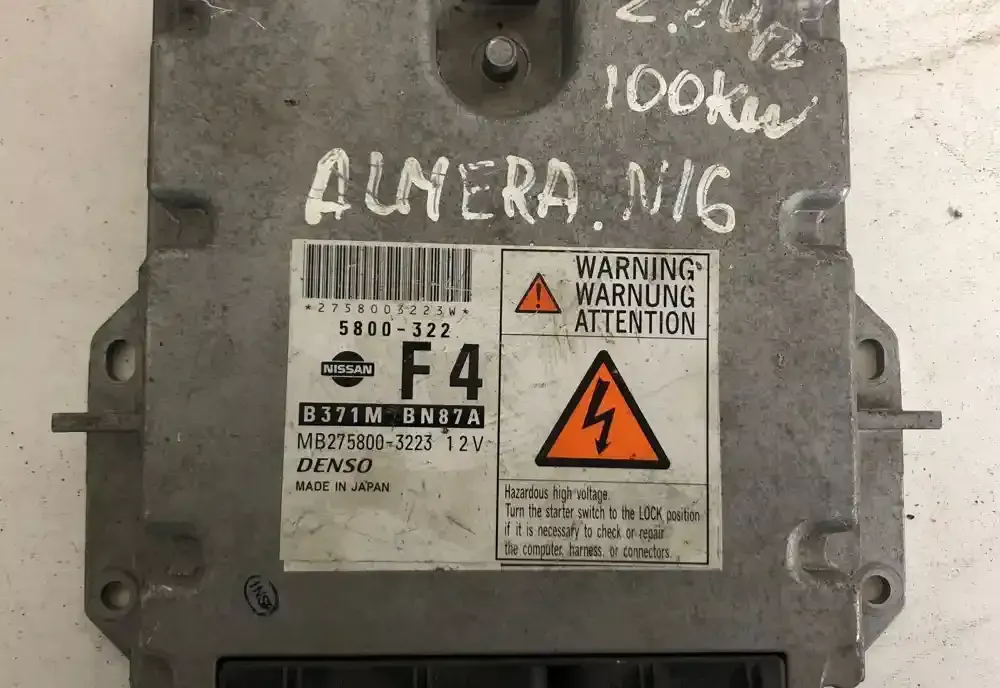 100KW
ALMERA.N16
*2758003223W*
5800-322
NISSAN
F4
B371M BN87A
MB275800-3223 12V
DENSO
MADE IN JAPAN
WARNING
WARNUNG
ATTENTION
Hazardous high voltage.
Turn the starter switch to the LOCK position
if it is necessary to check or repair
the computer, harness, or connectors.